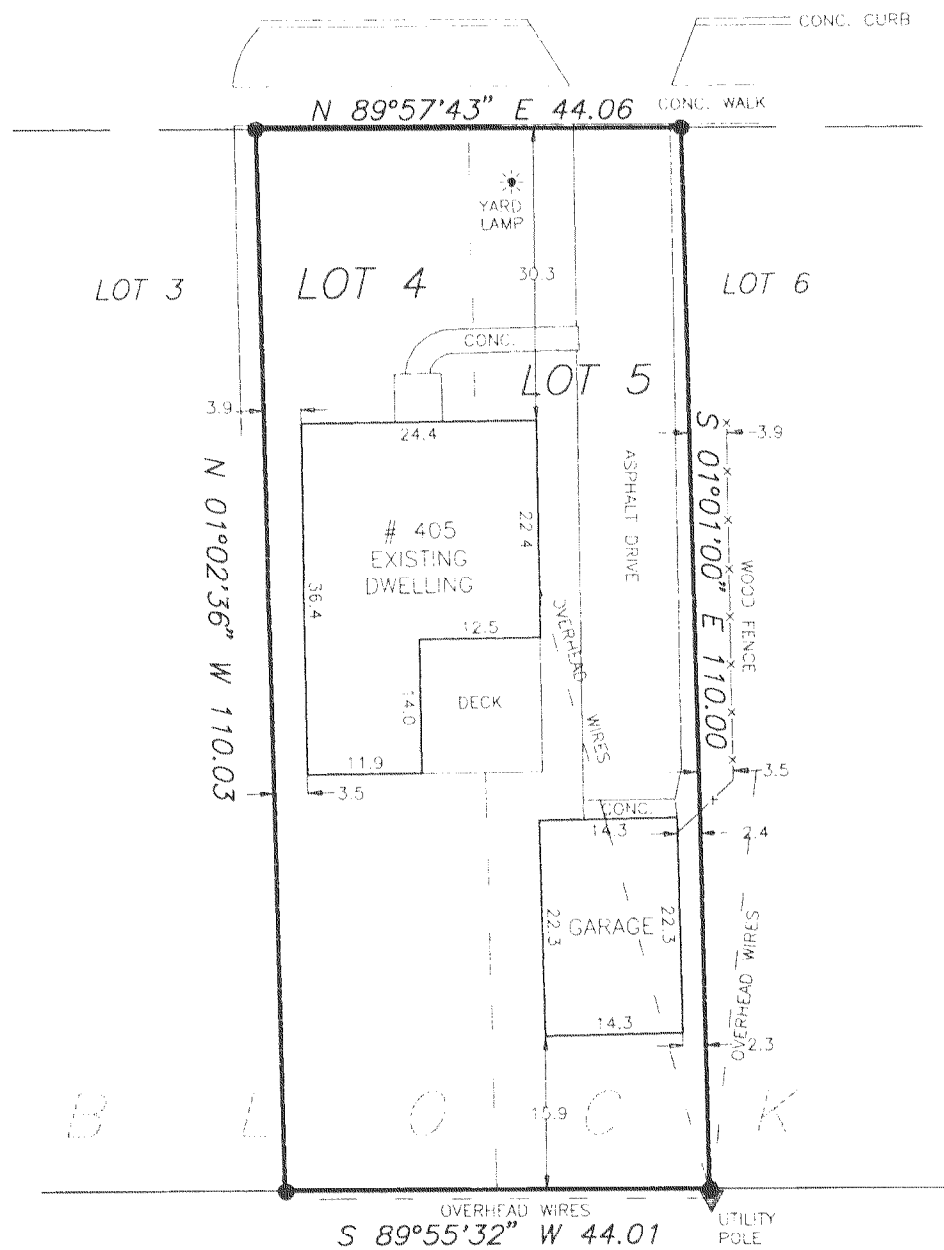 CONC. CURB
N 89°57'43" E 44.06
CONC. WALK
YARD
LAMP
30.3
LOT 3
LOT 4
LOT 6
CONC.
LOT 5
3.9
24.4
3.9
S 01°01'00" E 110.00
ASPHALT DRIVE
N 01°02'36" W 110.03
# 405
EXISTING
DWELLING
22.4
36.4
WOOD FENCE
12.5
OVERHEAD
WIRES
14.0
DECK
11.9
3.5
3.5
CONC.
14.3
2.4
22.3
GARAGE
22.3
OVERHEAD WIRES
14.3
2.3
15.9
B L O C K
OVERHEAD WIRES
S 89°55'32" W 44.01
UTILITY
POLE